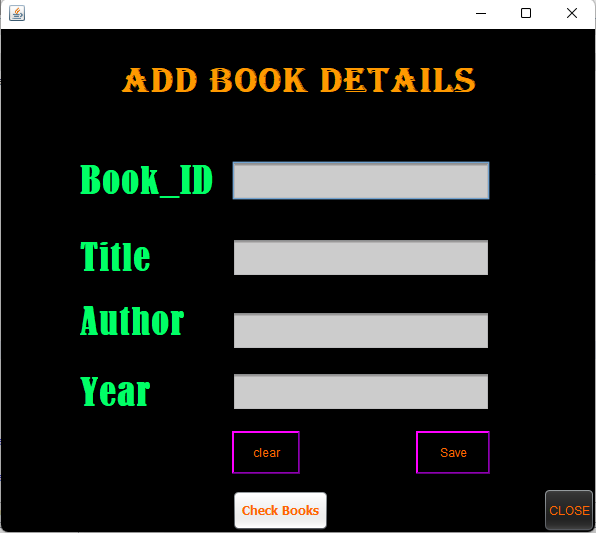 ADD BOOK DETAILS
Book_ID
Title
Author
Year
clear Save
Check Books CLOSE